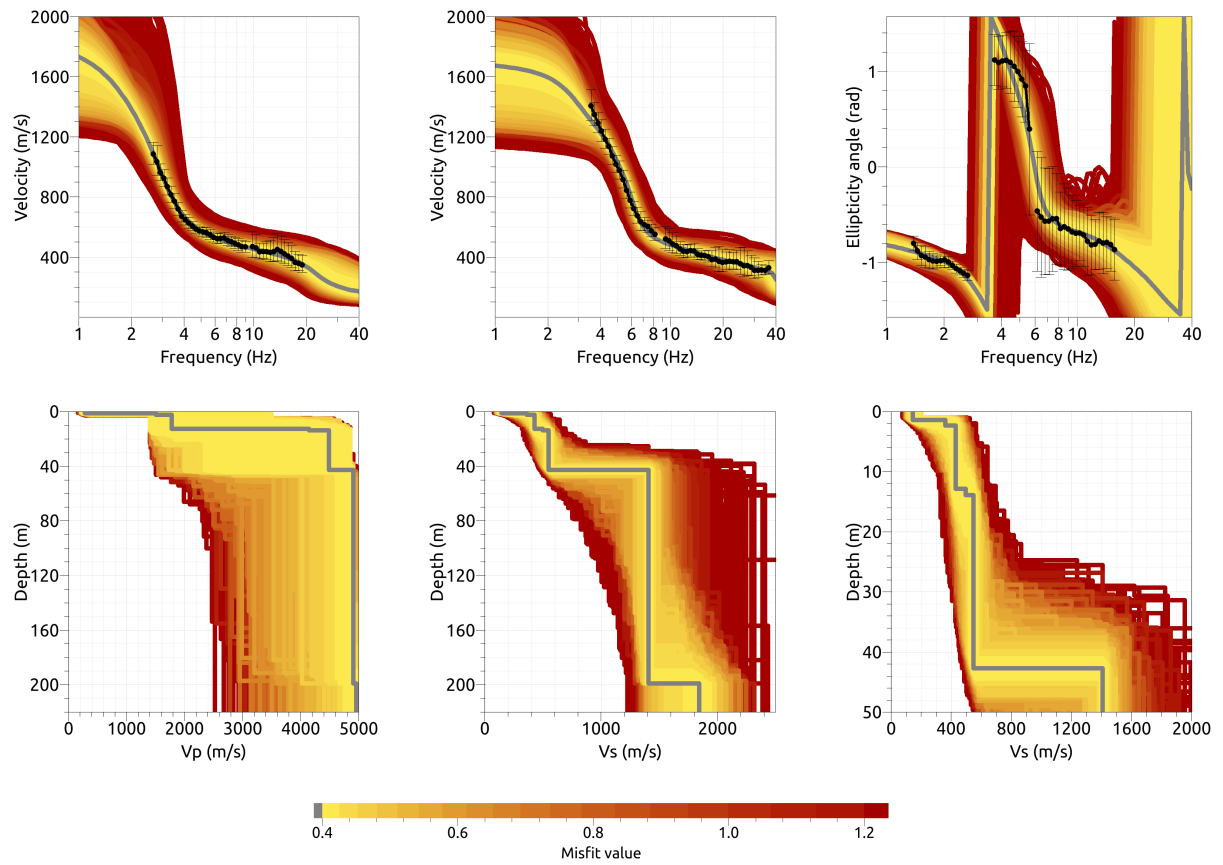 2000
1600
1200
800
400
Velocity (m/s)
1 2 4 6 8 10 20 40
Frequency (Hz)
2000
1600
1200
800
400
Velocity (m/s)
1 2 4 6 8 10 20 40
Frequency (Hz)
1
0
-1
Ellipticity angle (rad)
1 2 4 6 8 10 20 40
Frequency (Hz)
0
40
80
120
160
200
Depth (m)
0 1000 2000 3000 4000 5000
Vp (m/s)
0
40
80
120
160
200
Depth (m)
0 1000 2000
Vs (m/s)
0
10
20
30
40
50
Depth (m)
0 400 800 1200 1600 2000
Vs (m/s)
0.4 0.6 0.8 1.0 1.2
Misfit value